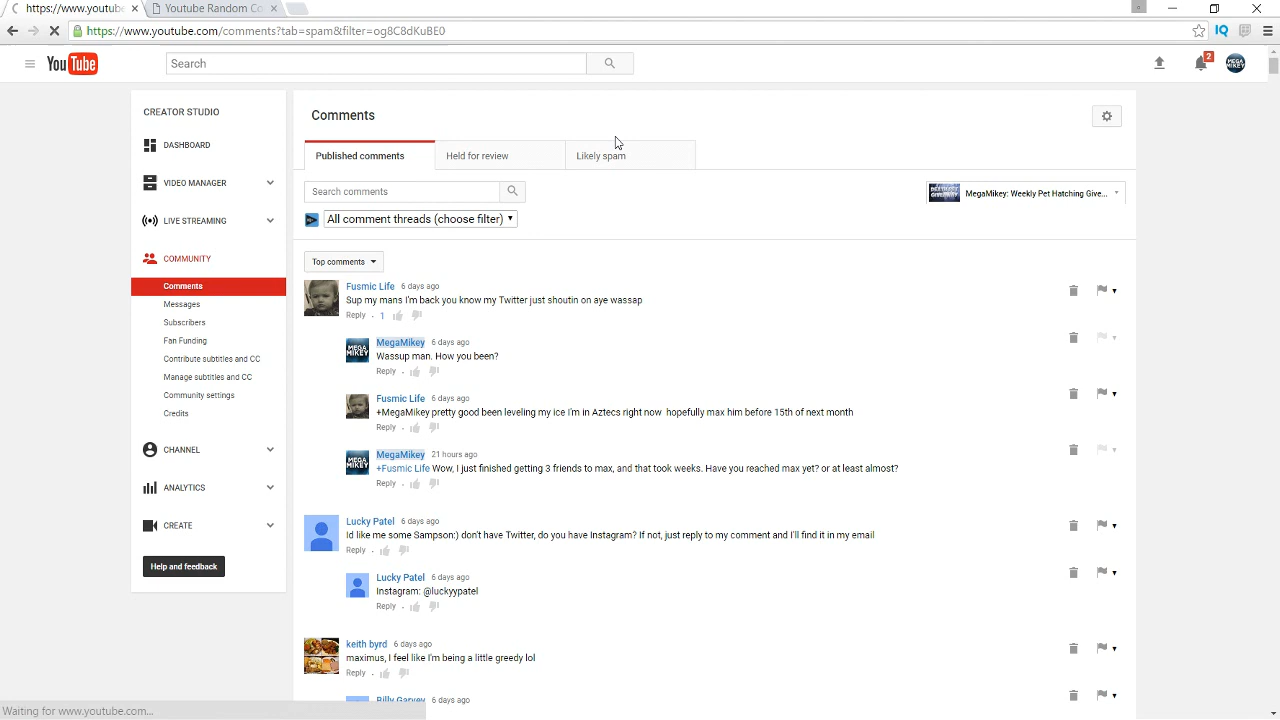 https://www.youtube
Youtube Random Co
https://www.youtube.com/comments?tab=spam&filter=og8C8dKuBE0
YouTube
Search
2
MEGA MIKEY
CREATOR STUDIO
DASHBOARD
VIDEO MANAGER
LIVE STREAMING
COMMUNITY
Comments
Messages
Subscribers
Fan Funding
Contribute subtitles and CC
Manage subtitles and CC
Community settings
Credits
CHANNEL
ANALYTICS
CREATE
Help and feedback
Comments
Published comments
Held for review
Likely spam
Search comments
MegaMikey: Weekly Pet Hatching Give...
All comment threads (choose filter)
Top comments
Fusmic Life 6 days ago
Sup my mans I'm back you know my Twitter just shoutin on aye wassap
Reply 1
MEGA MIKEY
MegaMikey 6 days ago
Wassup man. How you been?
Reply
Fusmic Life 6 days ago
+MegaMikey pretty good been leveling my ice I'm in Aztecs right now hopefully max him before 15th of next month
Reply
MEGA MIKEY
MegaMikey 21 hours ago
+Fusmic Life Wow, I just finished getting 3 friends to max, and that took weeks. Have you reached max yet? or at least almost?
Reply
Lucky Patel 6 days ago
Id like me some Sampson:) don't have Twitter, do you have Instagram? If not, just reply to my comment and I'll find it in my email
Reply
Lucky Patel 6 days ago
Instagram: @luckyypatel
Reply
keith byrd 6 days ago
maximus, I feel like I'm being a little greedy lol
Reply
Billy Garvey 6 days ago
Waiting for www.youtube.com...